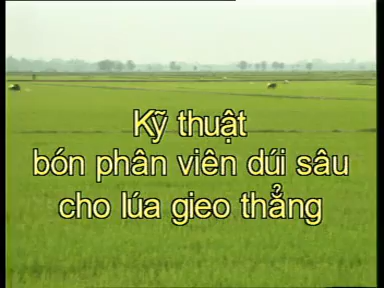 Kỹ thuật
bón phân viên dúi sâu
cho lúa gieo thẳng